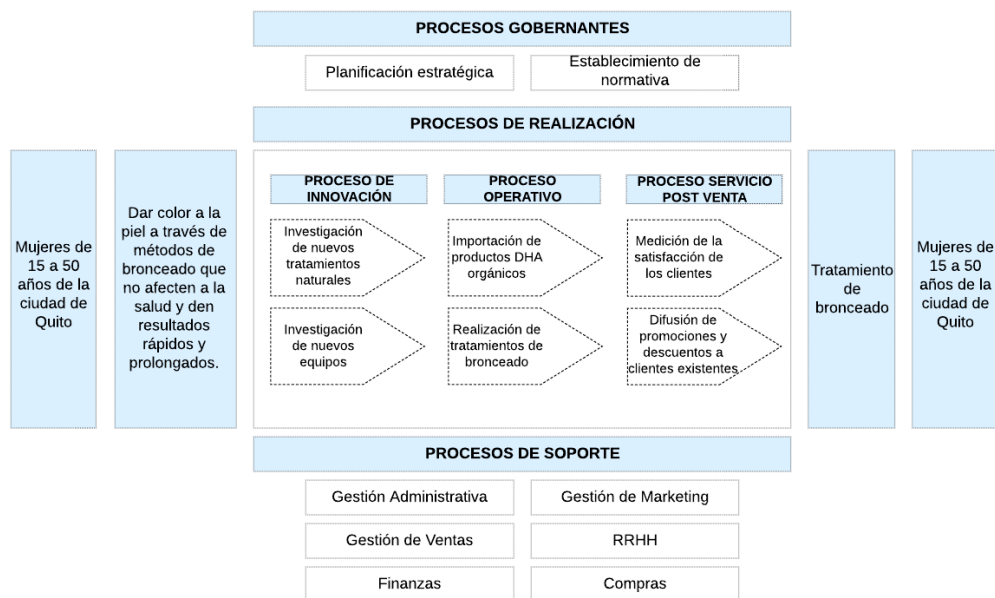 PROCESOS GOBERNANTES
Planificación estratégica
Establecimiento de
normativa
PROCESOS DE REALIZACIÓN
Mujeres de
15 a 50
años de la
ciudad de
Quito
Dar color a la
piel a través de
métodos de
bronceado que
no afecten a la
salud y den
resultados
rápidos y
prolongados.
PROCESO DE
INNOVACIÓN
Investigación
de nuevos
tratamientos
naturales
Investigación
de nuevos
equipos
PROCESO
OPERATIVO
Importación de
productos DHA
orgánicos
Realización de
tratamientos de
bronceado
PROCESO SERVICIO
POST VENTA
Medición de la
satisfacción de
los clientes
Difusión de
promociones y
descuentos a
clientes existentes
Tratamiento
de
bronceado
Mujeres de
15 a 50
años de la
ciudad de
Quito
PROCESOS DE SOPORTE
Gestión Administrativa
Gestión de Marketing
Gestión de Ventas
RRHH
Finanzas
Compras